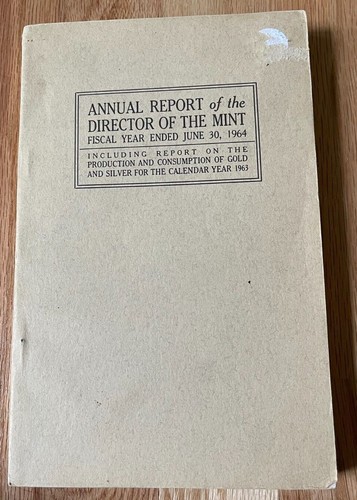 ANNUAL REPORT of the
DIRECTOR OF THE MINT
FISCAL YEAR ENDED JUNE 30, 1964
INCLUDING REPORT ON THE
PRODUCTION AND CONSUMPTION OF GOLD
AND SILVER FOR THE CALENDAR YEAR 1963